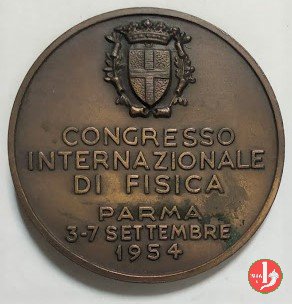 CONGRESSO
INTERNAZIONALE
DI FISICA
PARMA
3-7 SETTEMBRE
1954